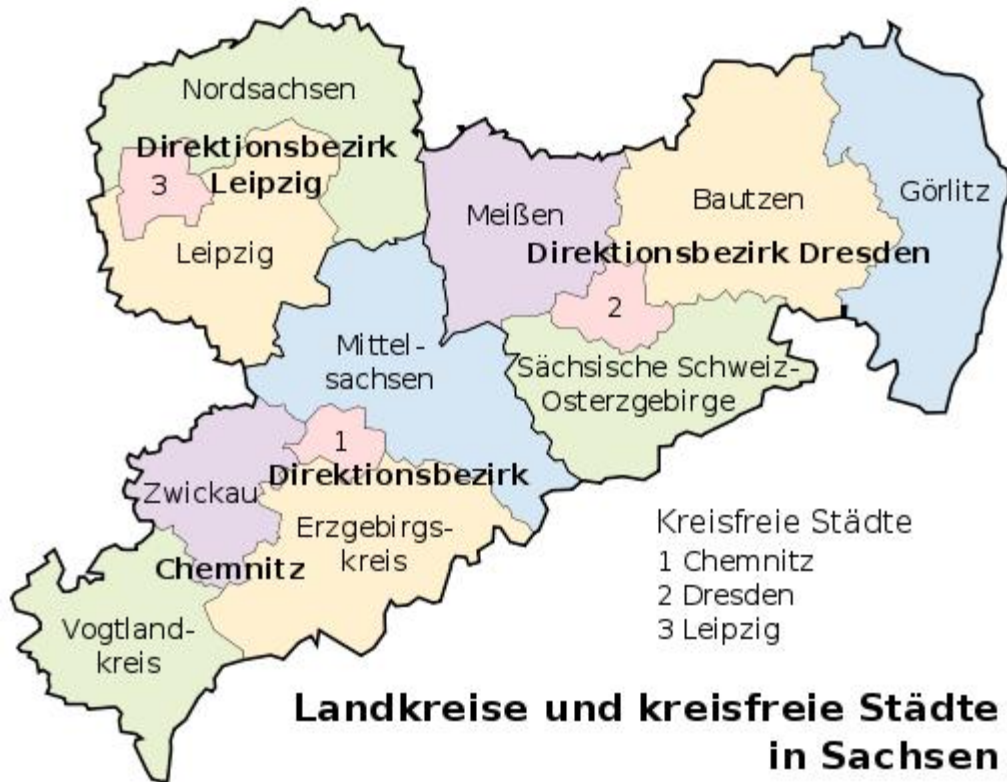 Nordsachsen
Direktionsbezirk
Leipzig
3
Leipzig
Meißen
Bautzen
Görlitz
Direktionsbezirk Dresden
2
Mittel-
sachsen
Sächsische Schweiz-
Osterzgebirge
1
Direktionsbezirk
Chemnitz
Zwickau
Erzgebirgs-
kreis
Vogtland-
kreis
Kreisfreie Städte
1 Chemnitz
2 Dresden
3 Leipzig
Landkreise und kreisfreie Städte
in Sachsen